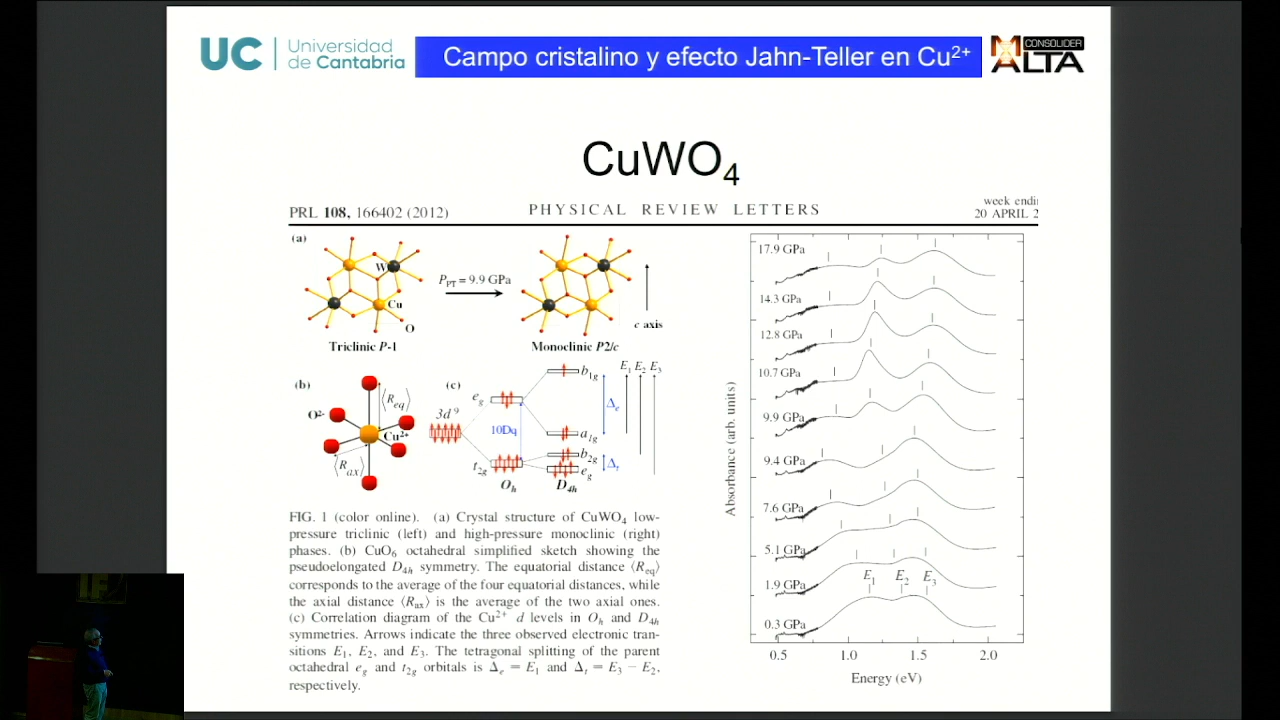 UC Universidad de Cantabria
Campo cristalino y efecto Jahn-Teller en Cu²⁺
CONSOLIDER
MALTA
CuWO₄
PRL 108, 166402 (2012)
PHYSICAL REVIEW LETTERS
week endi
20 APRIL 2
(a)
W
Cu
O
P_PT = 9.9 GPa
c axis
Triclinic P-1
Monoclinic P2/c
(b)
⟨R_eq⟩
O²⁻
Cu²⁺
⟨R_ax⟩
(c)
E₁ E₂ E₃
b₁g
e_g
Δ_e
3d⁹
10Dq
a₁g
b₂g
t₂g
Δ_t
e_g
O_h
D₄h
FIG. 1 (color online). (a) Crystal structure of CuWO₄ low-
pressure triclinic (left) and high-pressure monoclinic (right)
phases. (b) CuO₆ octahedral simplified sketch showing the
pseudoelongated D₄h symmetry. The equatorial distance ⟨R_eq⟩
corresponds to the average of the four equatorial distances, while
the axial distance ⟨R_ax⟩ is the average of the two axial ones.
(c) Correlation diagram of the Cu²⁺ d levels in O_h and D₄h
symmetries. Arrows indicate the three observed electronic tran-
sitions E₁, E₂, and E₃. The tetragonal splitting of the parent
octahedral e_g and t₂g orbitals is Δ_e = E₁ and Δ_t = E₃ − E₂,
respectively.
17.9 GPa
14.3 GPa
12.8 GPa
10.7 GPa
9.9 GPa
9.4 GPa
7.6 GPa
5.1 GPa
1.9 GPa
E₁ E₂ E₃
0.3 GPa
Absorbance (arb. units)
0.5 1.0 1.5 2.0
Energy (eV)